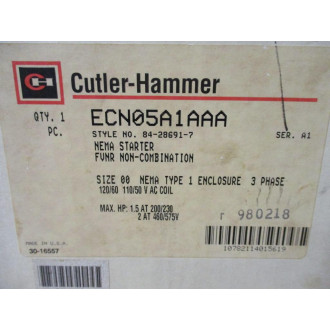 CH Cutler-Hammer
QTY. 1 PC.
ECN05A1AAA
STYLE NO. 84-28691-7 SER. A1
NEMA STARTER
FVNR NON-COMBINATION
SIZE 00 NEMA TYPE 1 ENCLOSURE 3 PHASE
120/60 110/50 V AC COIL
MAX. HP: 1.5 AT 200/230
2 AT 460/575V
980218
MADE IN U.S.A.
30-16557
10782114015619